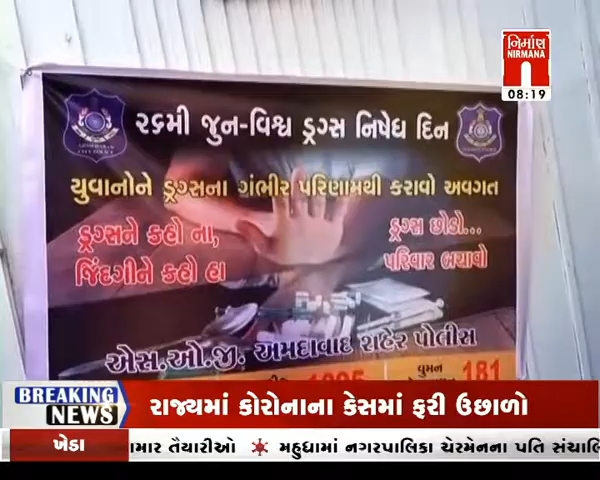 નિર્માણ
NIRMANA
08:19
૨૬મી જુન-વિશ્વ ડ્રગ્સ નિષેધ દિન
યુવાનોને ડ્રગ્સના ગંભીર પરિણામથી કરાવો અવગત
ડ્રગ્સને કહો ના,
જિંદગીને કહો હા
ડ્રગ્સ છોડો...
પરિવાર બચાવો
એસ.ઓ.જી. અમદાવાદ શહેર પોલીસ
વુમન
181
BREAKING
NEWS
રાજ્યમાં કોરોનાના કેસમાં ફરી ઉછાળો
ખેડા
ામાર તૈયારીઓ
મહુધામાં નગરપાલિકા ચેરમેનના પતિ સંચાલિ